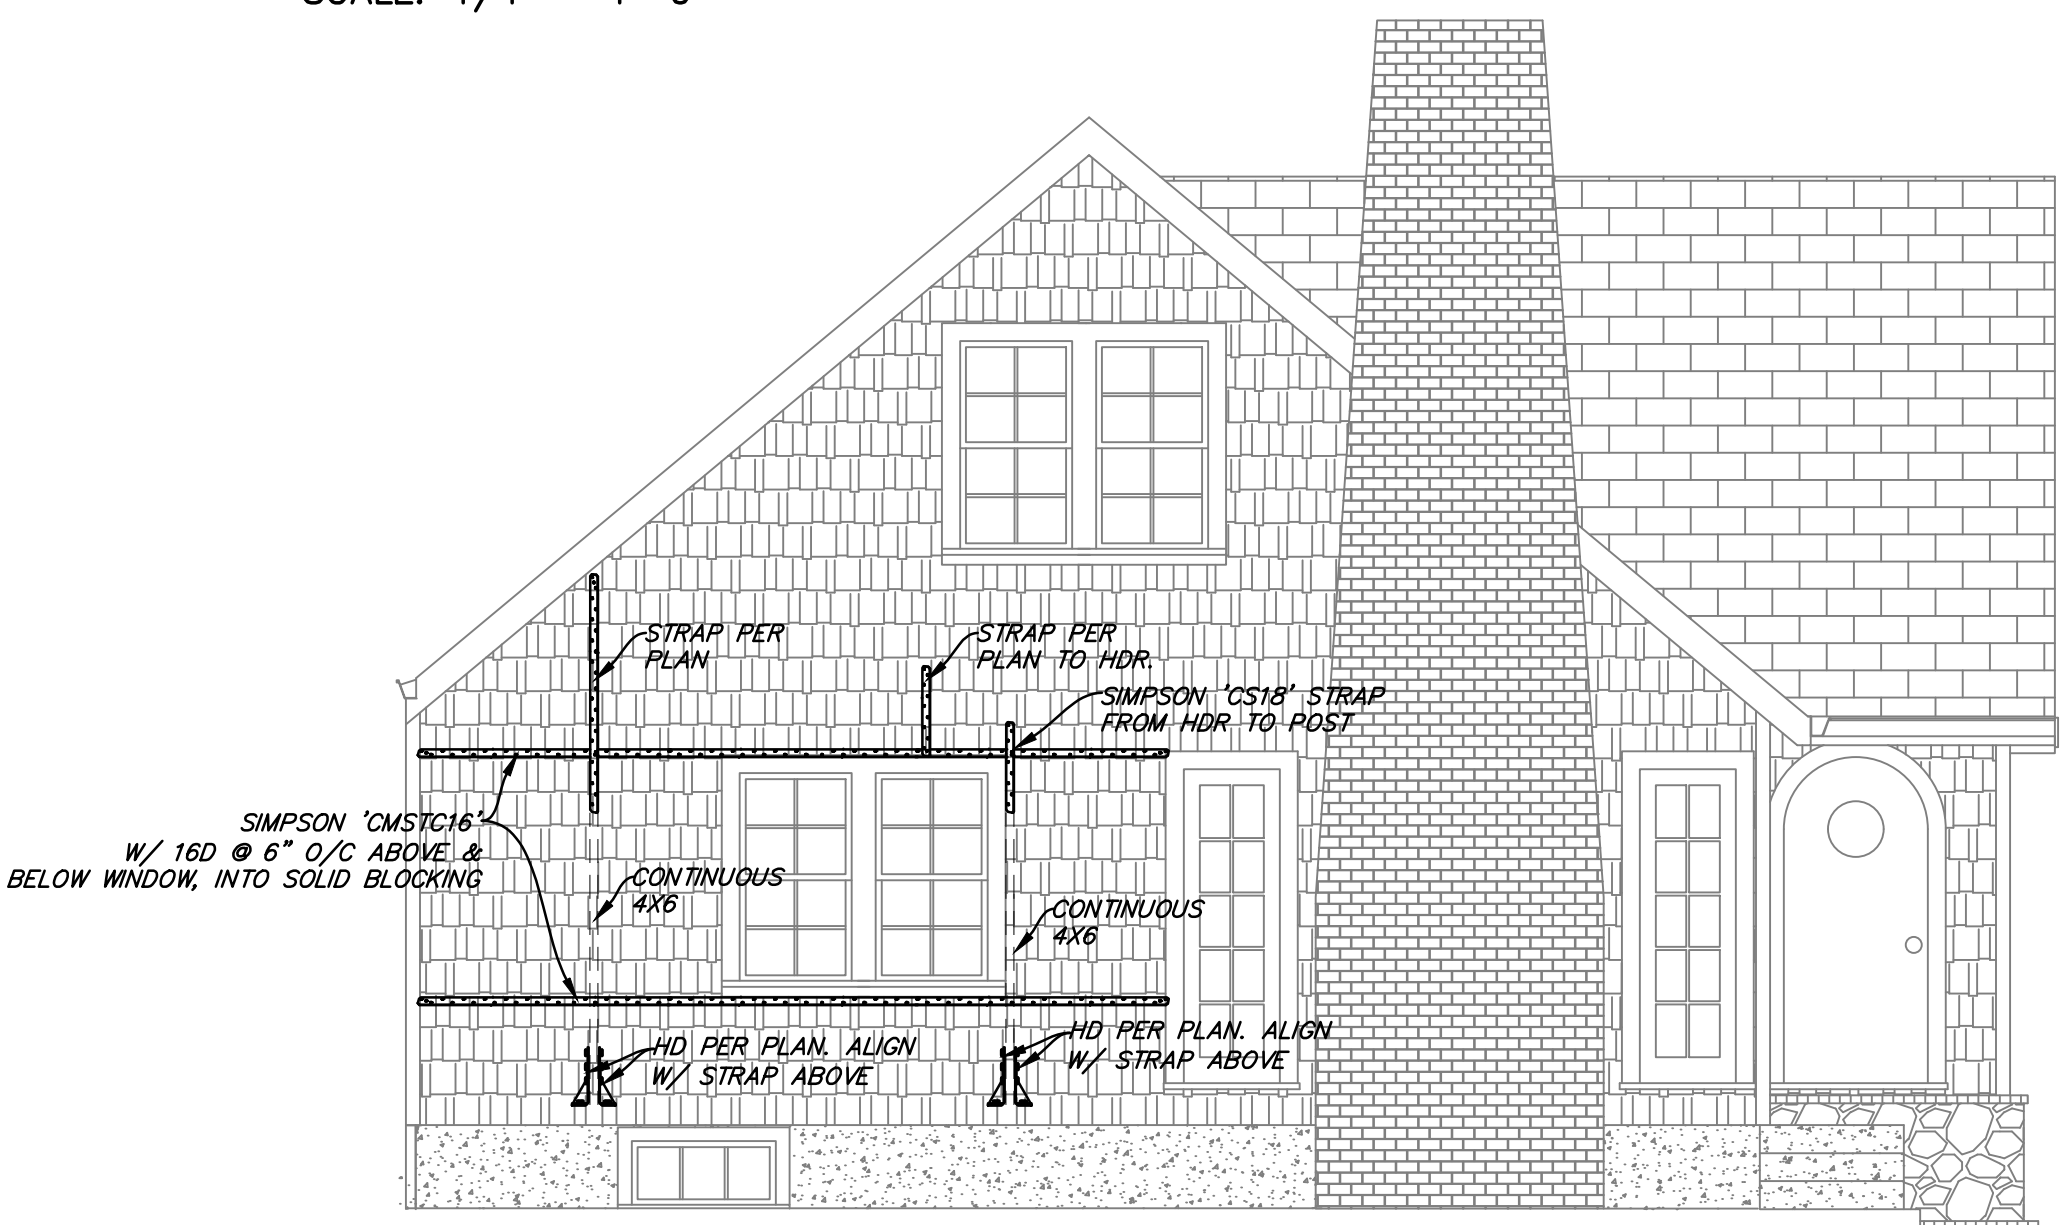 STRAP PER
PLAN
STRAP PER
PLAN TO HDR.
SIMPSON 'CS18' STRAP
FROM HDR TO POST
SIMPSON 'CMSTC16'
W/ 16D @ 6" O/C ABOVE &
BELOW WINDOW, INTO SOLID BLOCKING
CONTINUOUS
4X6
CONTINUOUS
4X6
HD PER PLAN. ALIGN
W/ STRAP ABOVE
HD PER PLAN. ALIGN
W/ STRAP ABOVE